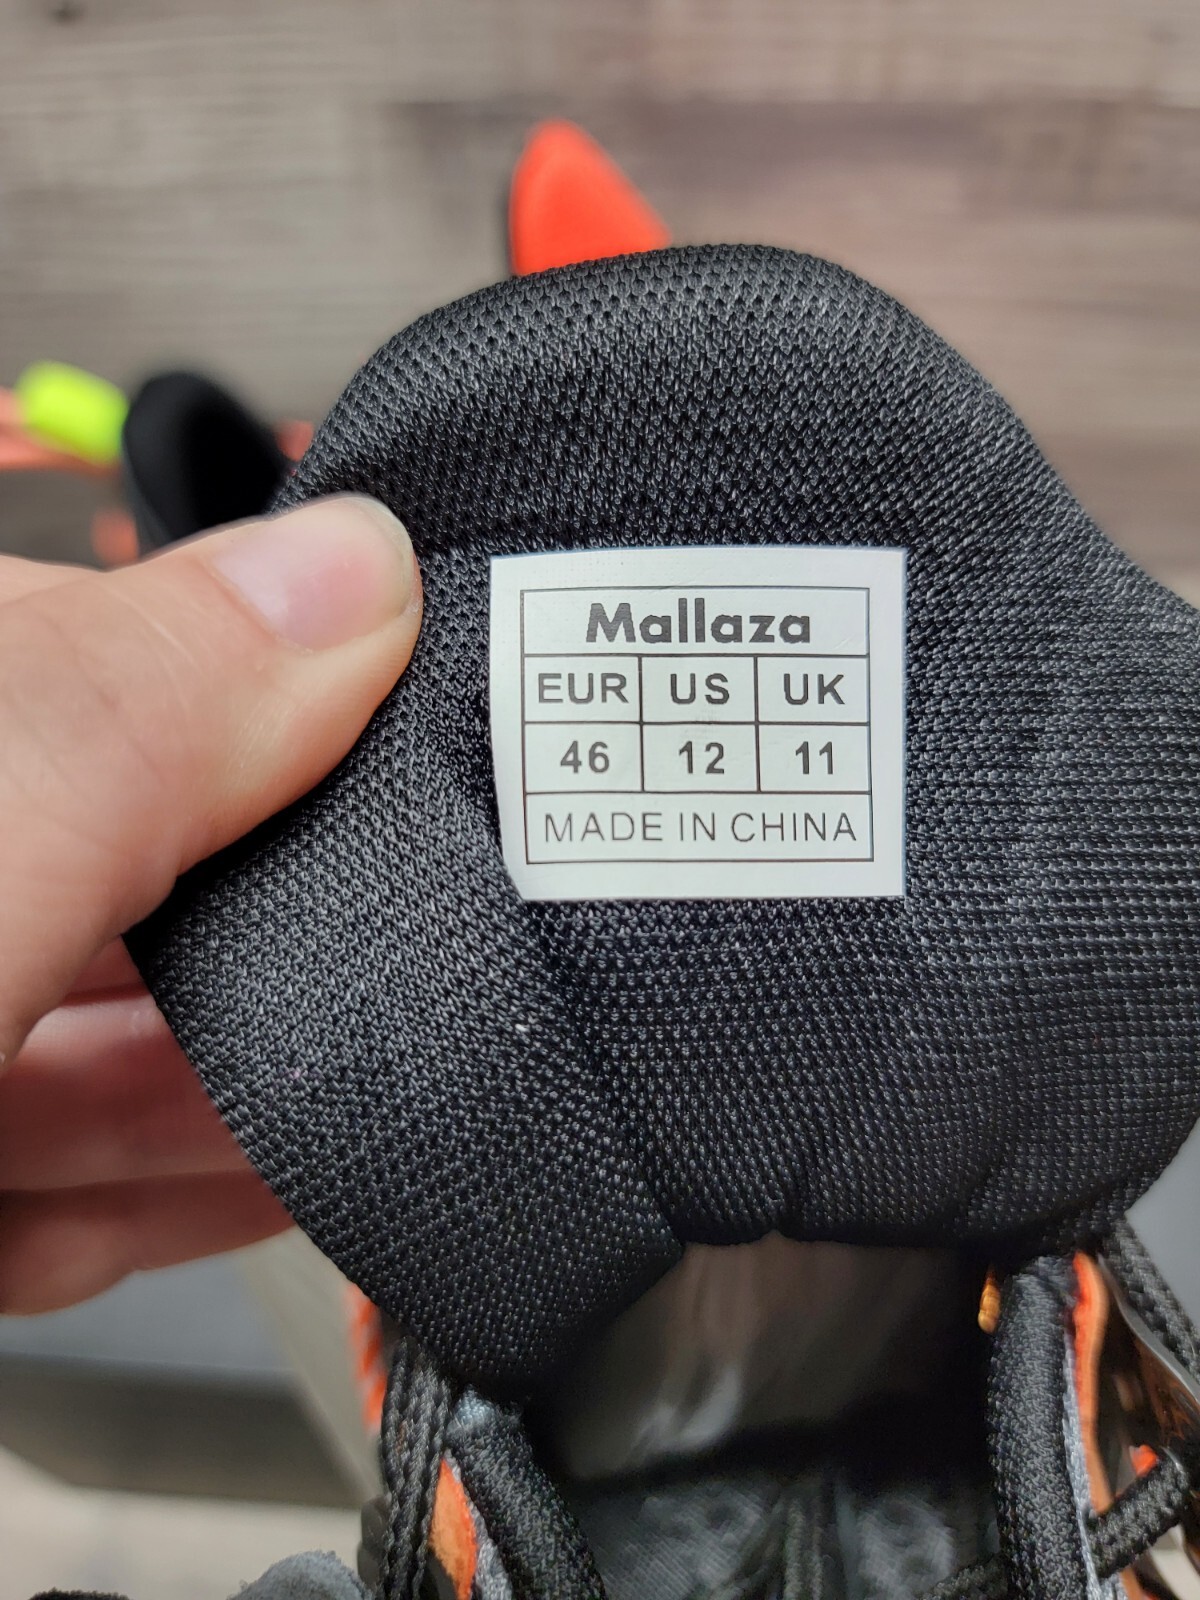 Mallaza
EUR US UK
46 12 11
MADE IN CHINA